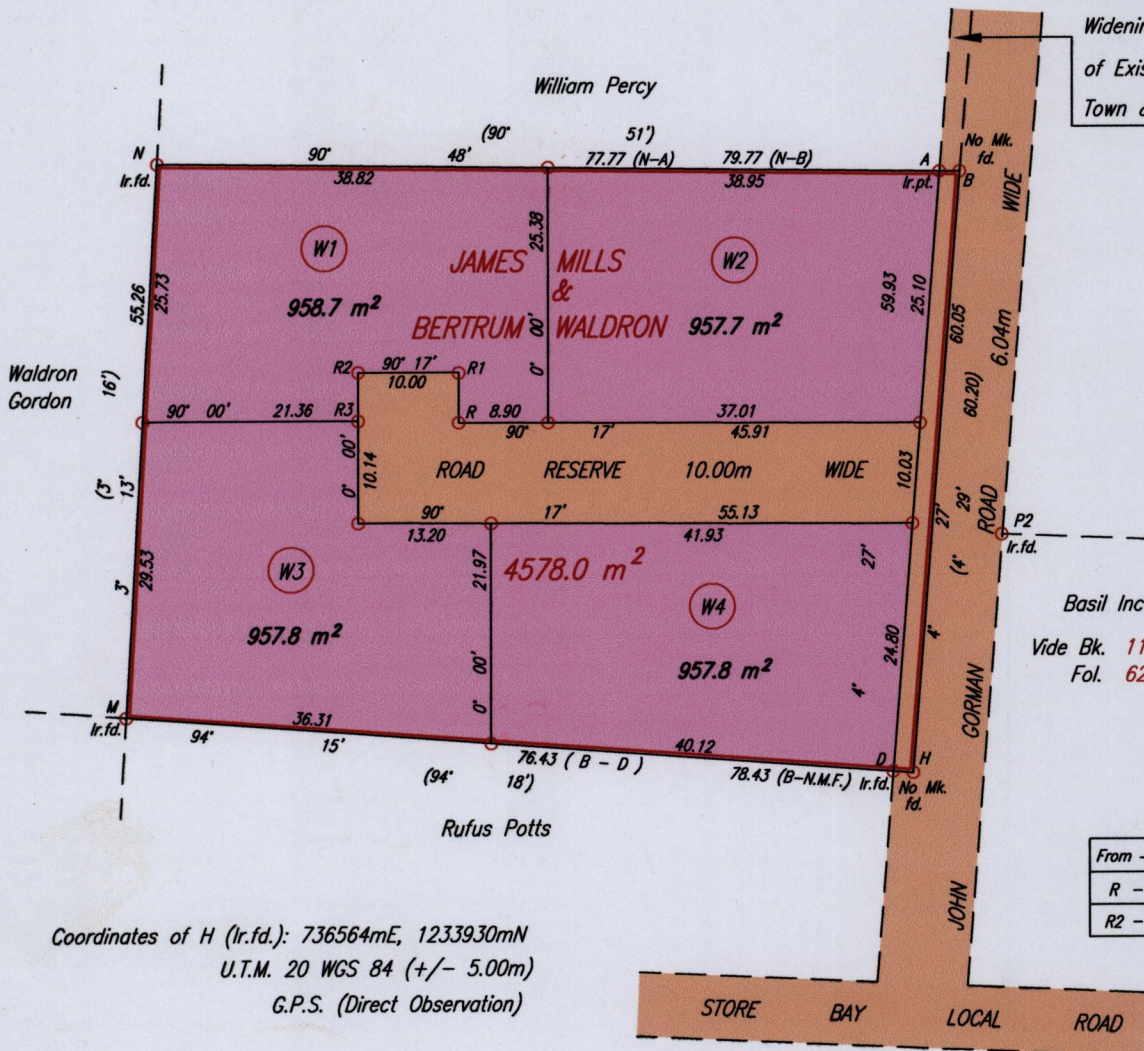 Widenin
of Exis
Town &
William Percy
(90° 51')
N
90° 48'
77.77 (N-A) 79.77 (N-B)
A
No Mk. fd.
Ir.fd.
38.82
38.95
Ir.pt.
B
WIDE
W1
25.38
JAMES MILLS
&
BERTRUM WALDRON
W2
55.26
25.73
958.7 m²
957.7 m²
59.93
25.10
60.05
6.04m
0° 00'
Waldron
Gordon
16')
R2
90° 17'
R1
10.00
60.20)
90° 00' 21.36
R3
R
8.90
37.01
90° 17' 45.91
0° 00'
10.14
ROAD RESERVE 10.00m WIDE
10.03
(3°
13'
27'
29'
ROAD
P2
Ir.fd.
90° 17' 55.13
13.20
41.93
W3
21.97
4578.0 m²
27'
(4°
3°
29.53
W4
Basil Inc
957.8 m²
957.8 m²
24.80
4°
Vide Bk. 11
Fol. 62
0° 00'
4°
GORMAN
M
Ir.fd.
36.31
94° 15'
76.43 ( B - D )
40.12
D
H
(94° 18')
78.43 (B-N.M.F.)
Ir.fd.
No Mk.
fd.
Rufus Potts
From -
R -
R2 -
JOHN
Coordinates of H (Ir.fd.): 736564mE, 1233930mN
U.T.M. 20 WGS 84 (+/- 5.00m)
G.P.S. (Direct Observation)
STORE BAY LOCAL ROAD